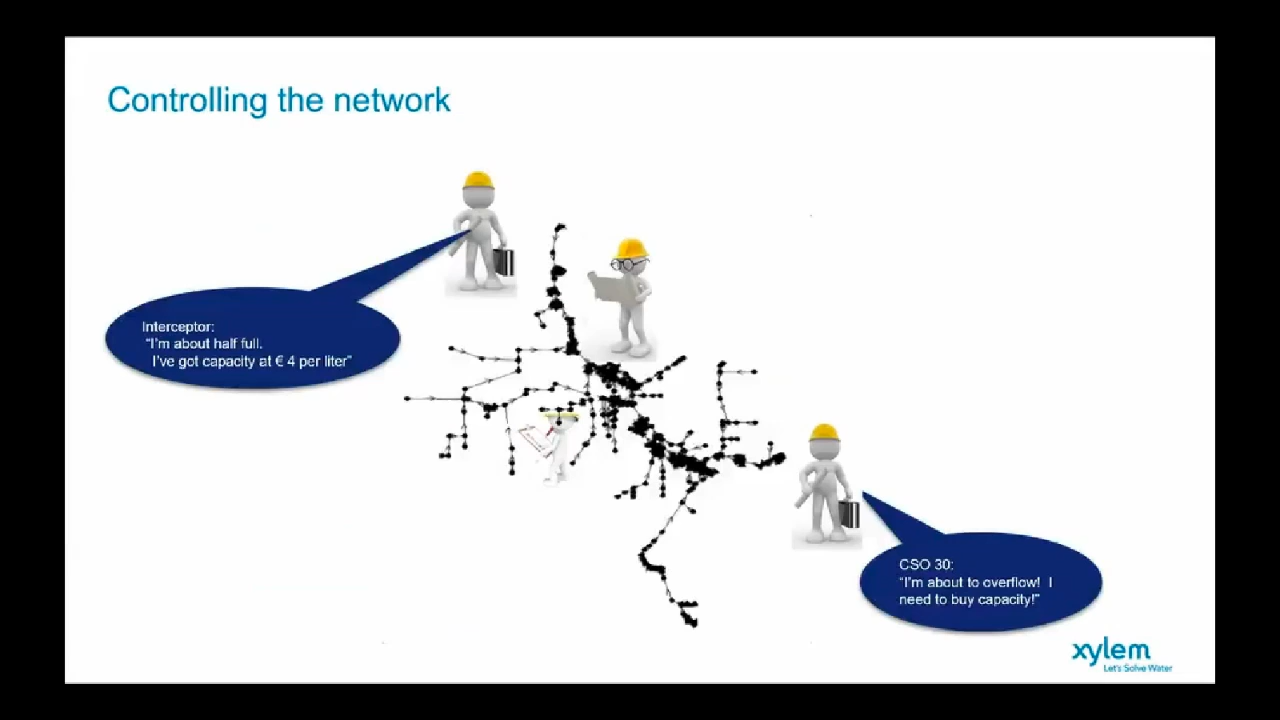 Controlling the network
Interceptor:
“I’m about half full.
I’ve got capacity at € 4 per liter”
CSO 30:
“I’m about to overflow! I
need to buy capacity!”
xylem
Let's Solve Water